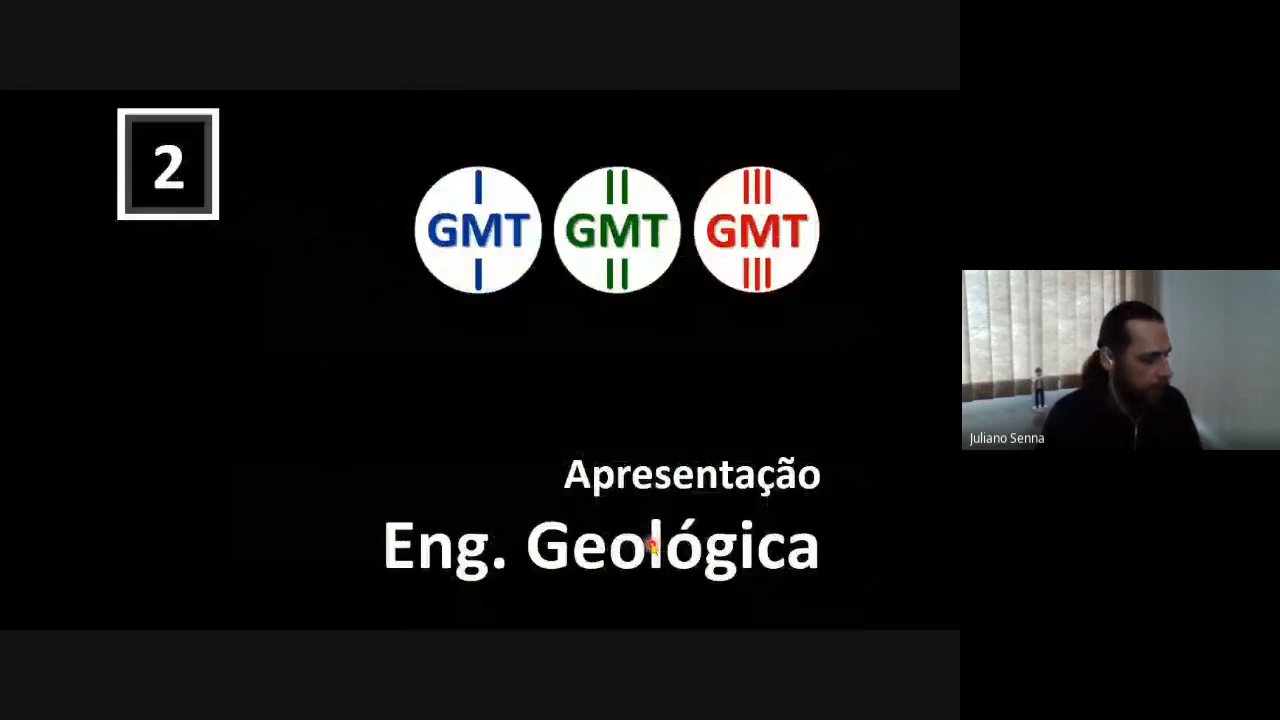 2
I II III
GMT GMT GMT
I II III
Apresentação
Eng. Geológica
Juliano Senna